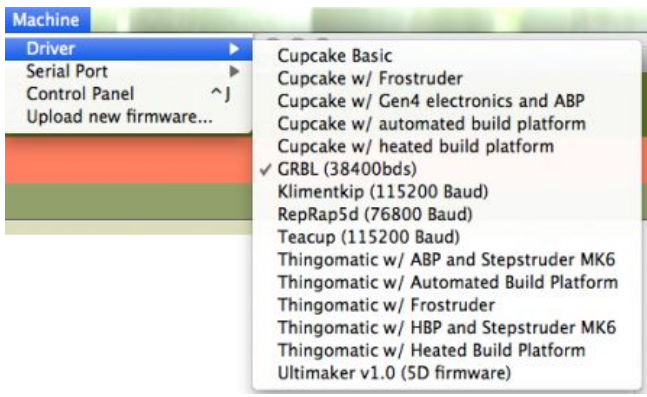 Machine
Driver
Serial Port
Control Panel ^J
Upload new firmware...
Cupcake Basic
Cupcake w/ Frostruder
Cupcake w/ Gen4 electronics and ABP
Cupcake w/ automated build platform
Cupcake w/ heated build platform
✓ GRBL (38400bds)
Klimentkip (115200 Baud)
RepRap5d (76800 Baud)
Teacup (115200 Baud)
Thingomatic w/ ABP and Stepstruder MK6
Thingomatic w/ Automated Build Platform
Thingomatic w/ Frostruder
Thingomatic w/ HBP and Stepstruder MK6
Thingomatic w/ Heated Build Platform
Ultimaker v1.0 (5D firmware)